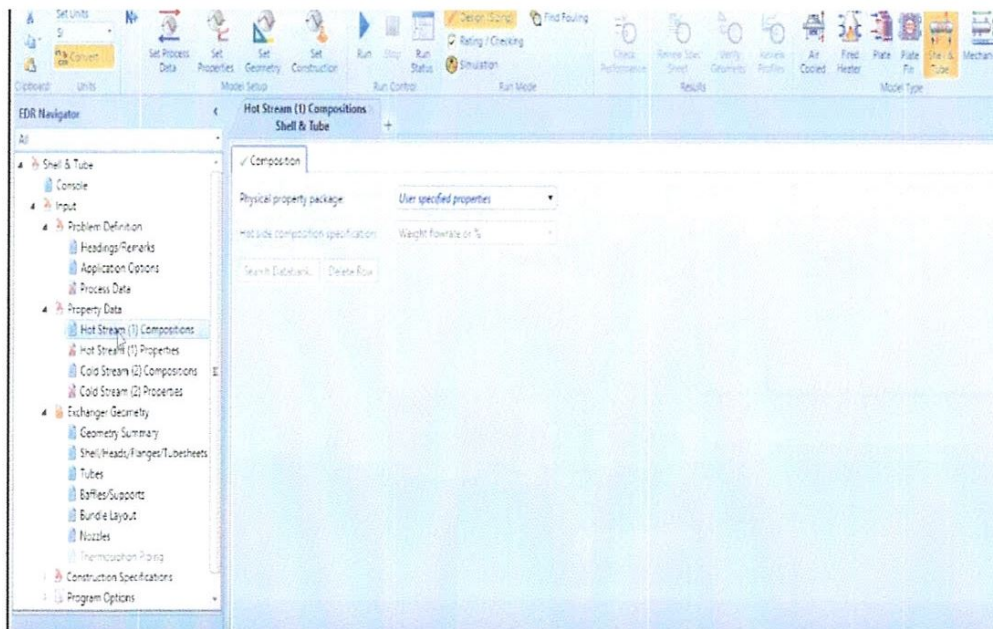 Set Units
SI
Convert
Clipboard
Units
Set Process Data
Set Properties
Set Geometry
Set Construction
Model Setup
Run
Stop
Run Status
Run Control
Design (Sizing)
Rating / Checking
Simulation
Find Fouling
Run Mode
Check Performance
Review Spec Sheet
Verify Geometry
Review Profiles
Results
Air Cooled
Fired Heater
Plate
Plate Fin
Shell & Tube
Mechan
Model Type
EDR Navigator
All
Shell & Tube
Console
Input
Problem Definition
Headings/Remarks
Application Options
Process Data
Property Data
Hot Stream (1) Compositions
Hot Stream (1) Properties
Cold Stream (2) Compositions
Cold Stream (2) Properties
Exchanger Geometry
Geometry Summary
Shell/Heads/Flanges/Tubesheets
Tubes
Baffles/Supports
Bundle Layout
Nozzles
Thermosiphon Piping
Construction Specifications
Program Options
Hot Stream (1) Compositions
Shell & Tube
+
Composition
Physical property package: User specified properties
Hot side composition specification: Weight flowrate or %
Search Databank... Delete Row